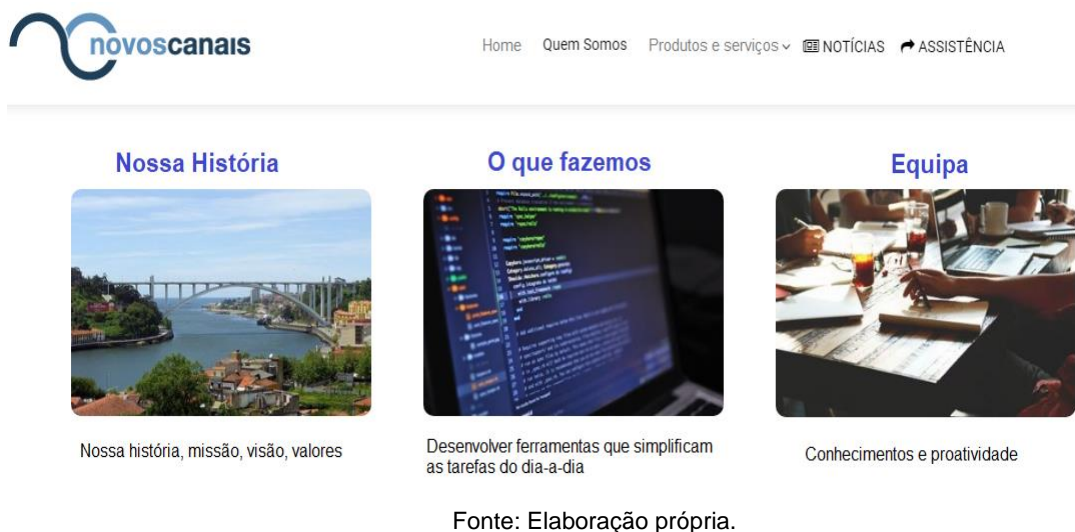 novoscanais
Home Quem Somos Produtos e serviços NOTÍCIAS ASSISTÊNCIA
Nossa História
O que fazemos
Equipa
Nossa história, missão, visão, valores
Desenvolver ferramentas que simplificam
as tarefas do dia-a-dia
Conhecimentos e proatividade
Fonte: Elaboração própria.